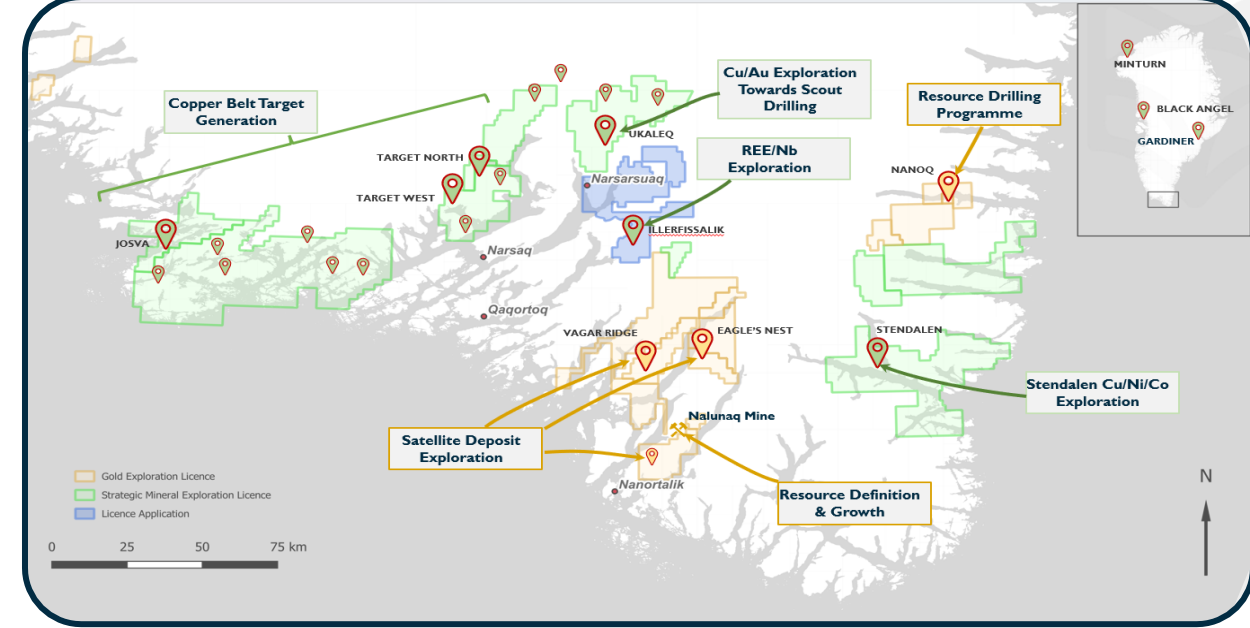 Copper Belt Target
Generation
Cu/Au Exploration
Towards Scout
Drilling
Resource Drilling
Programme
MINTURN
BLACK ANGEL
GARDINER
UKALEQ
REE/Nb
Exploration
TARGET NORTH
TARGET WEST
Narsarsuaq
NANOQ
JOSVA
ILLERFISSALIK
Narsaq
Qaqortoq
VAGAR RIDGE
EAGLE'S NEST
STENDALEN
Stendalen Cu/Ni/Co
Exploration
Nalunaq Mine
Satellite Deposit
Exploration
Nanortalik
Resource Definition
& Growth
Gold Exploration Licence
Strategic Mineral Exploration Licence
Licence Application
0 25 50 75 km
N